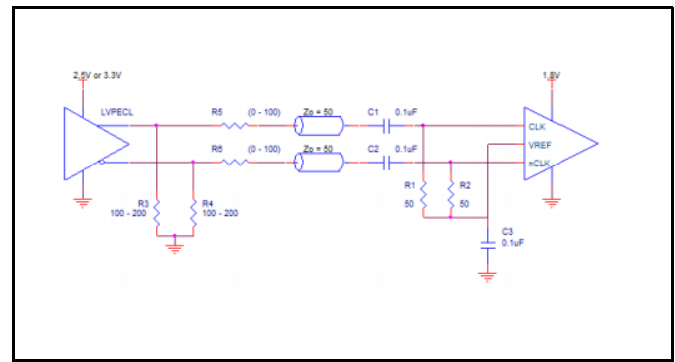 2.5V or 3.3V
1.8V
LVPECL
R5 (0 - 100)
Zo = 50
C1 0.1uF
CLK
VREF
R6 (0 - 100)
Zo = 50
C2 0.1uF
nCLK
R1
50
R2
50
R3
100 - 200
R4
100 - 200
C3
0.1uF